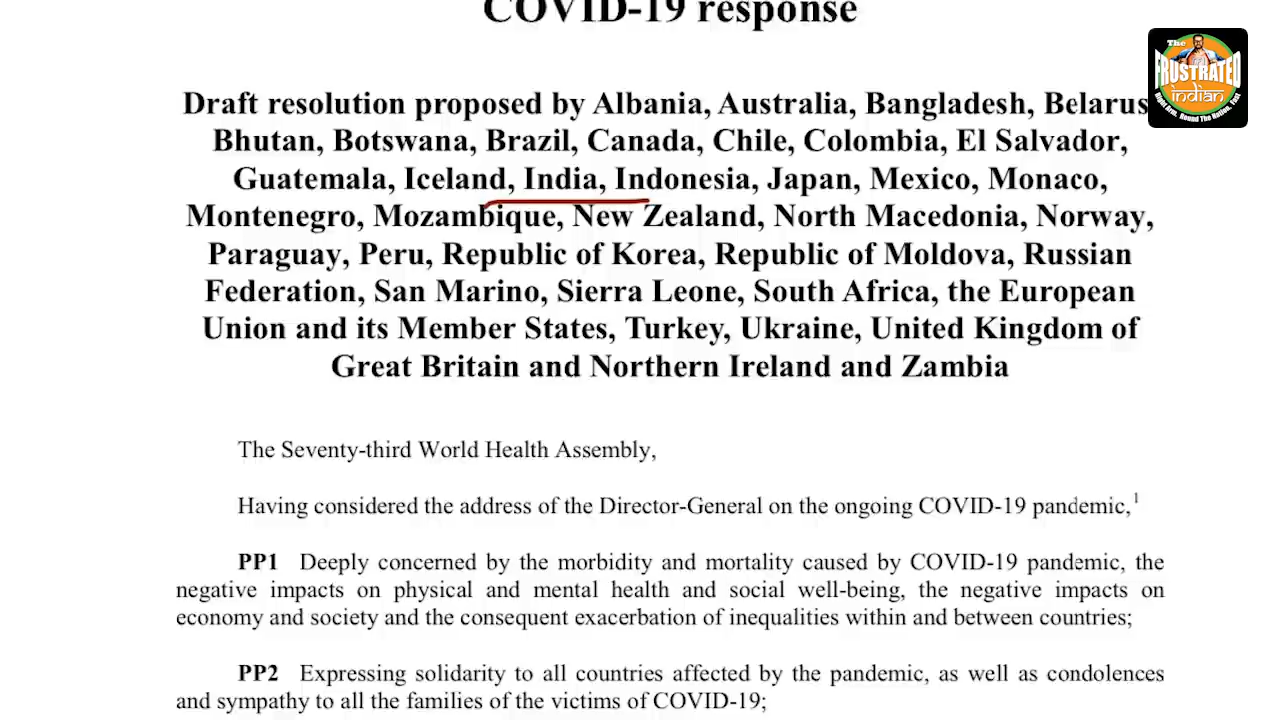 COVID-19 response
The
FRUSTRATED
indian
Right Arm. Round The Nation. Fast
Draft resolution proposed by Albania, Australia, Bangladesh, Belarus
Bhutan, Botswana, Brazil, Canada, Chile, Colombia, El Salvador,
Guatemala, Iceland, India, Indonesia, Japan, Mexico, Monaco,
Montenegro, Mozambique, New Zealand, North Macedonia, Norway,
Paraguay, Peru, Republic of Korea, Republic of Moldova, Russian
Federation, San Marino, Sierra Leone, South Africa, the European
Union and its Member States, Turkey, Ukraine, United Kingdom of
Great Britain and Northern Ireland and Zambia
The Seventy-third World Health Assembly,
Having considered the address of the Director-General on the ongoing COVID-19 pandemic,1
PP1 Deeply concerned by the morbidity and mortality caused by COVID-19 pandemic, the
negative impacts on physical and mental health and social well-being, the negative impacts on
economy and society and the consequent exacerbation of inequalities within and between countries;
PP2 Expressing solidarity to all countries affected by the pandemic, as well as condolences
and sympathy to all the families of the victims of COVID-19;